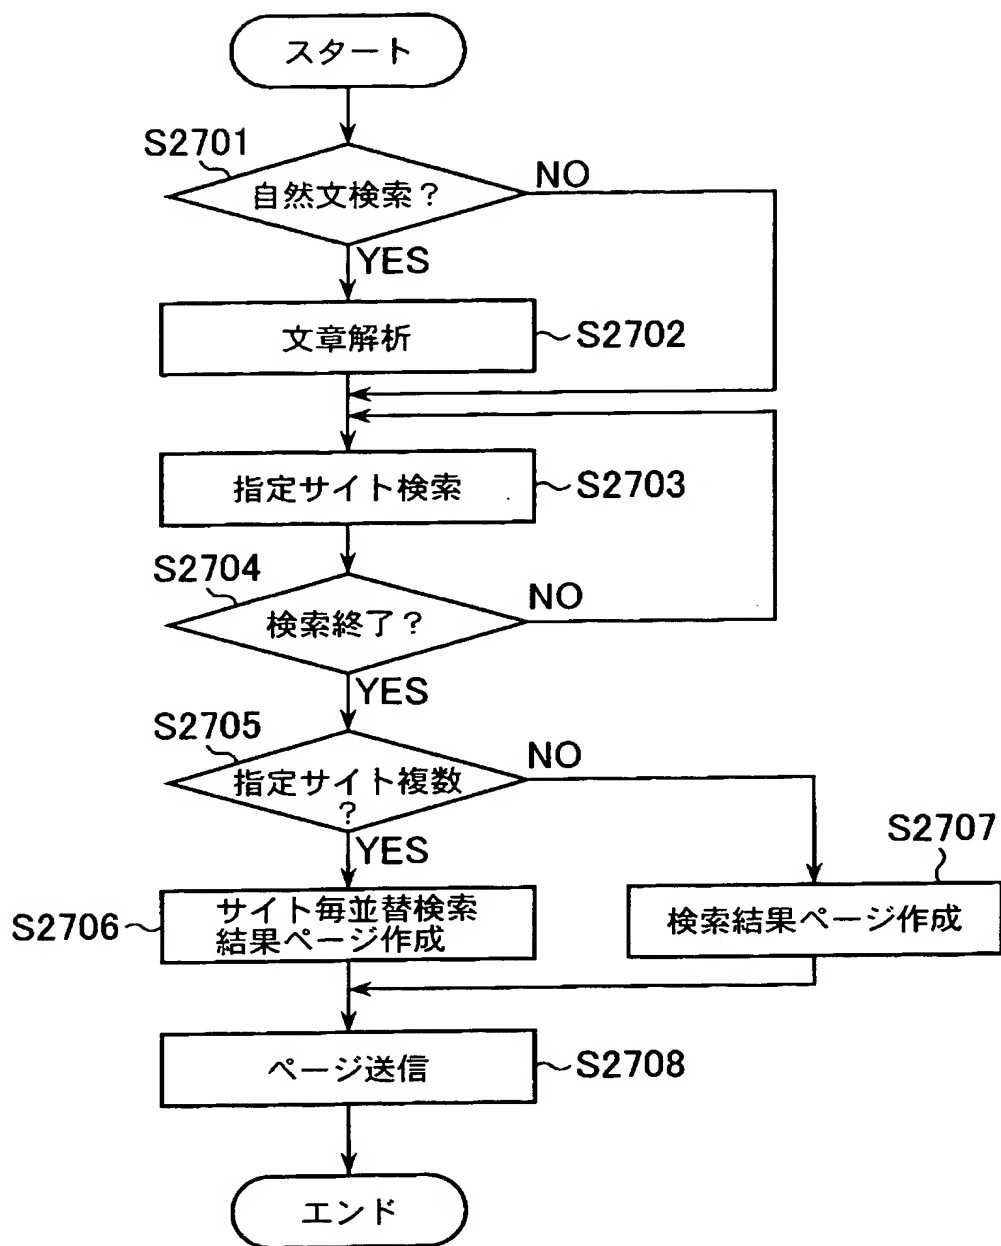 スタート
S2701
自然文検索？
NO
YES
文章解析
S2702
指定サイト検索
S2703
S2704
検索終了？
NO
YES
S2705
指定サイト複数
？
NO
YES
S2707
S2706
サイト毎並替検索
結果ページ作成
検索結果ページ作成
ページ送信
S2708
エンド